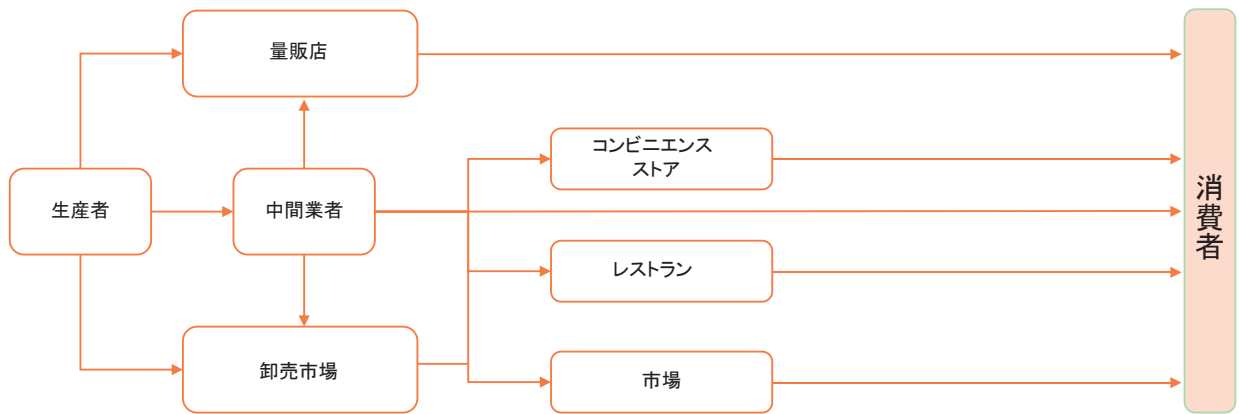 量販店
コンビニエンス
ストア
生産者
中間業者
レストラン
卸売市場
市場
消費者